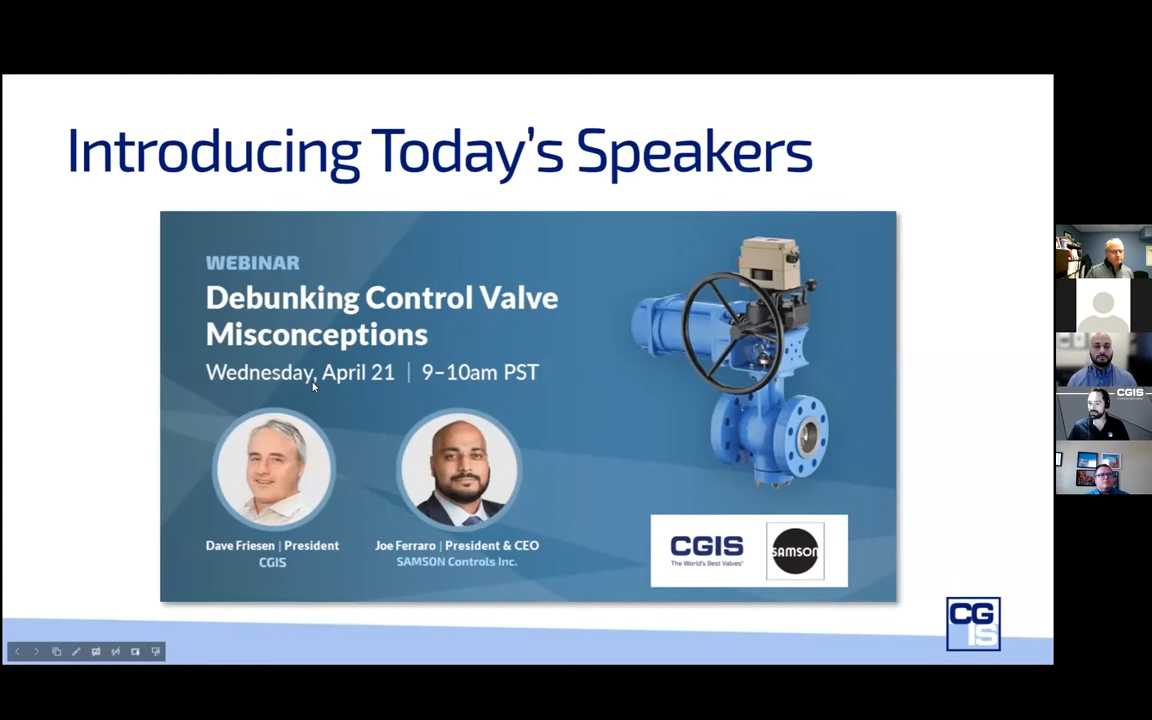 Introducing Today's Speakers
WEBINAR
Debunking Control Valve
Misconceptions
Wednesday, April 21 | 9–10am PST
Dave Friesen | President
CGIS
Joe Ferraro | President & CEO
SAMSON Controls Inc.
CGIS
The World's Best Valves
SAMSON
CG
IS
CGIS